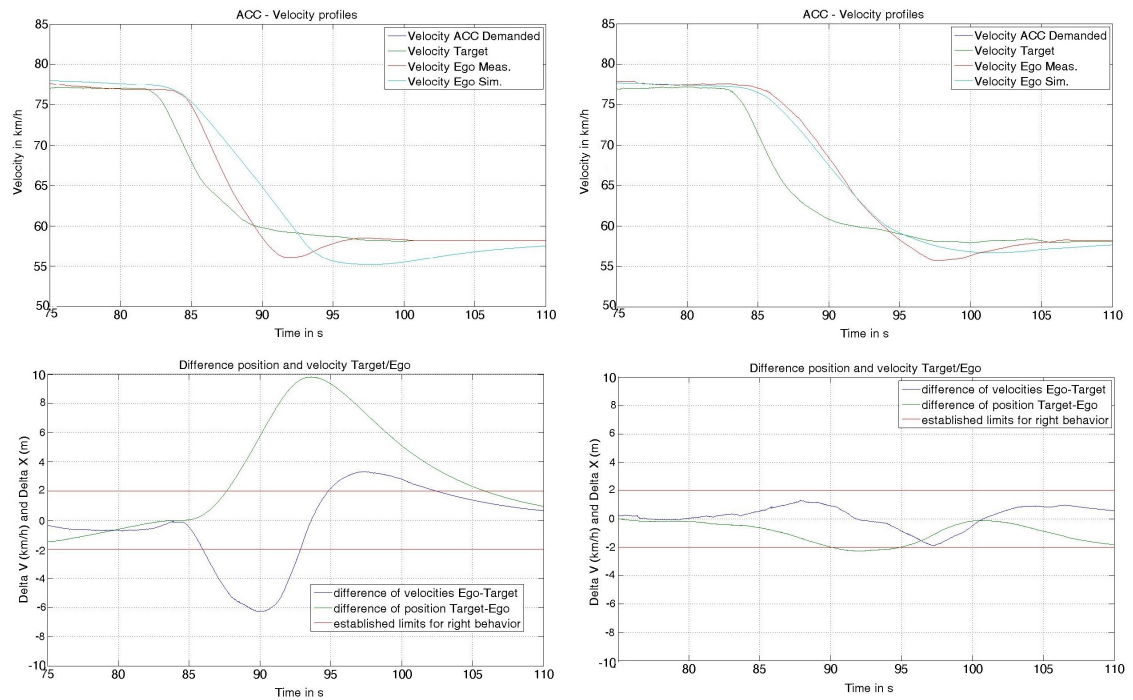 ACC - Velocity profiles
85
80
75
70
65
60
55
50
Velocity in km/h
Velocity ACC Demanded
Velocity Target
Velocity Ego Meas.
Velocity Ego Sim.
75 80 85 90 95 100 105 110
Time in s
ACC - Velocity profiles
85
80
75
70
65
60
55
50
Velocity in km/h
Velocity ACC Demanded
Velocity Target
Velocity Ego Meas.
Velocity Ego Sim.
75 80 85 90 95 100 105 110
Time in s
Difference position and velocity Target/Ego
10
8
6
4
2
0
-2
-4
-6
-8
-10
Delta V (km/h) and Delta X (m)
difference of velocities Ego-Target
difference of position Target-Ego
established limits for right behavior
75 80 85 90 95 100 105 110
Time in s
Difference position and velocity Target/Ego
10
8
6
4
2
0
-2
-4
-6
-8
-10
Delta V (km/h) and Delta X (m)
difference of velocities Ego-Target
difference of position Target-Ego
established limits for right behavior
80 85 90 95 100 105 110
Time in s